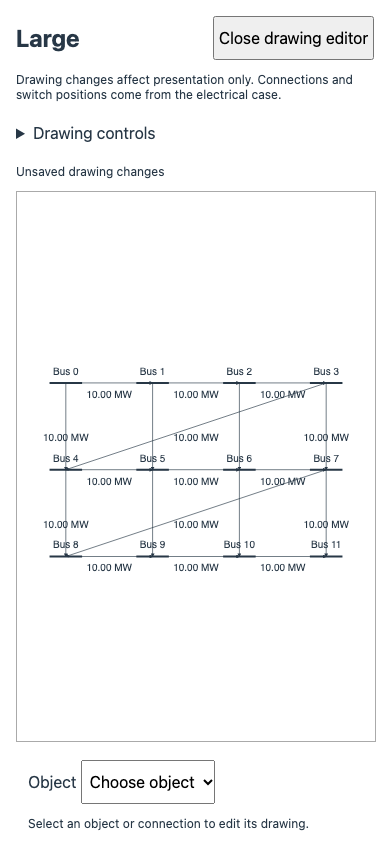 Large
Close drawing editor
Drawing changes affect presentation only. Connections and
switch positions come from the electrical case.
Drawing controls
Unsaved drawing changes
Bus 0 Bus 1 Bus 2 Bus 3
10.00 MW 10.00 MW 10.00 MW
10.00 MW 10.00 MW 10.00 MW
Bus 4 Bus 5 Bus 6 Bus 7
10.00 MW 10.00 MW 10.00 MW
10.00 MW 10.00 MW 10.00 MW
Bus 8 Bus 9 Bus 10 Bus 11
10.00 MW 10.00 MW 10.00 MW
Object Choose object
Select an object or connection to edit its drawing.